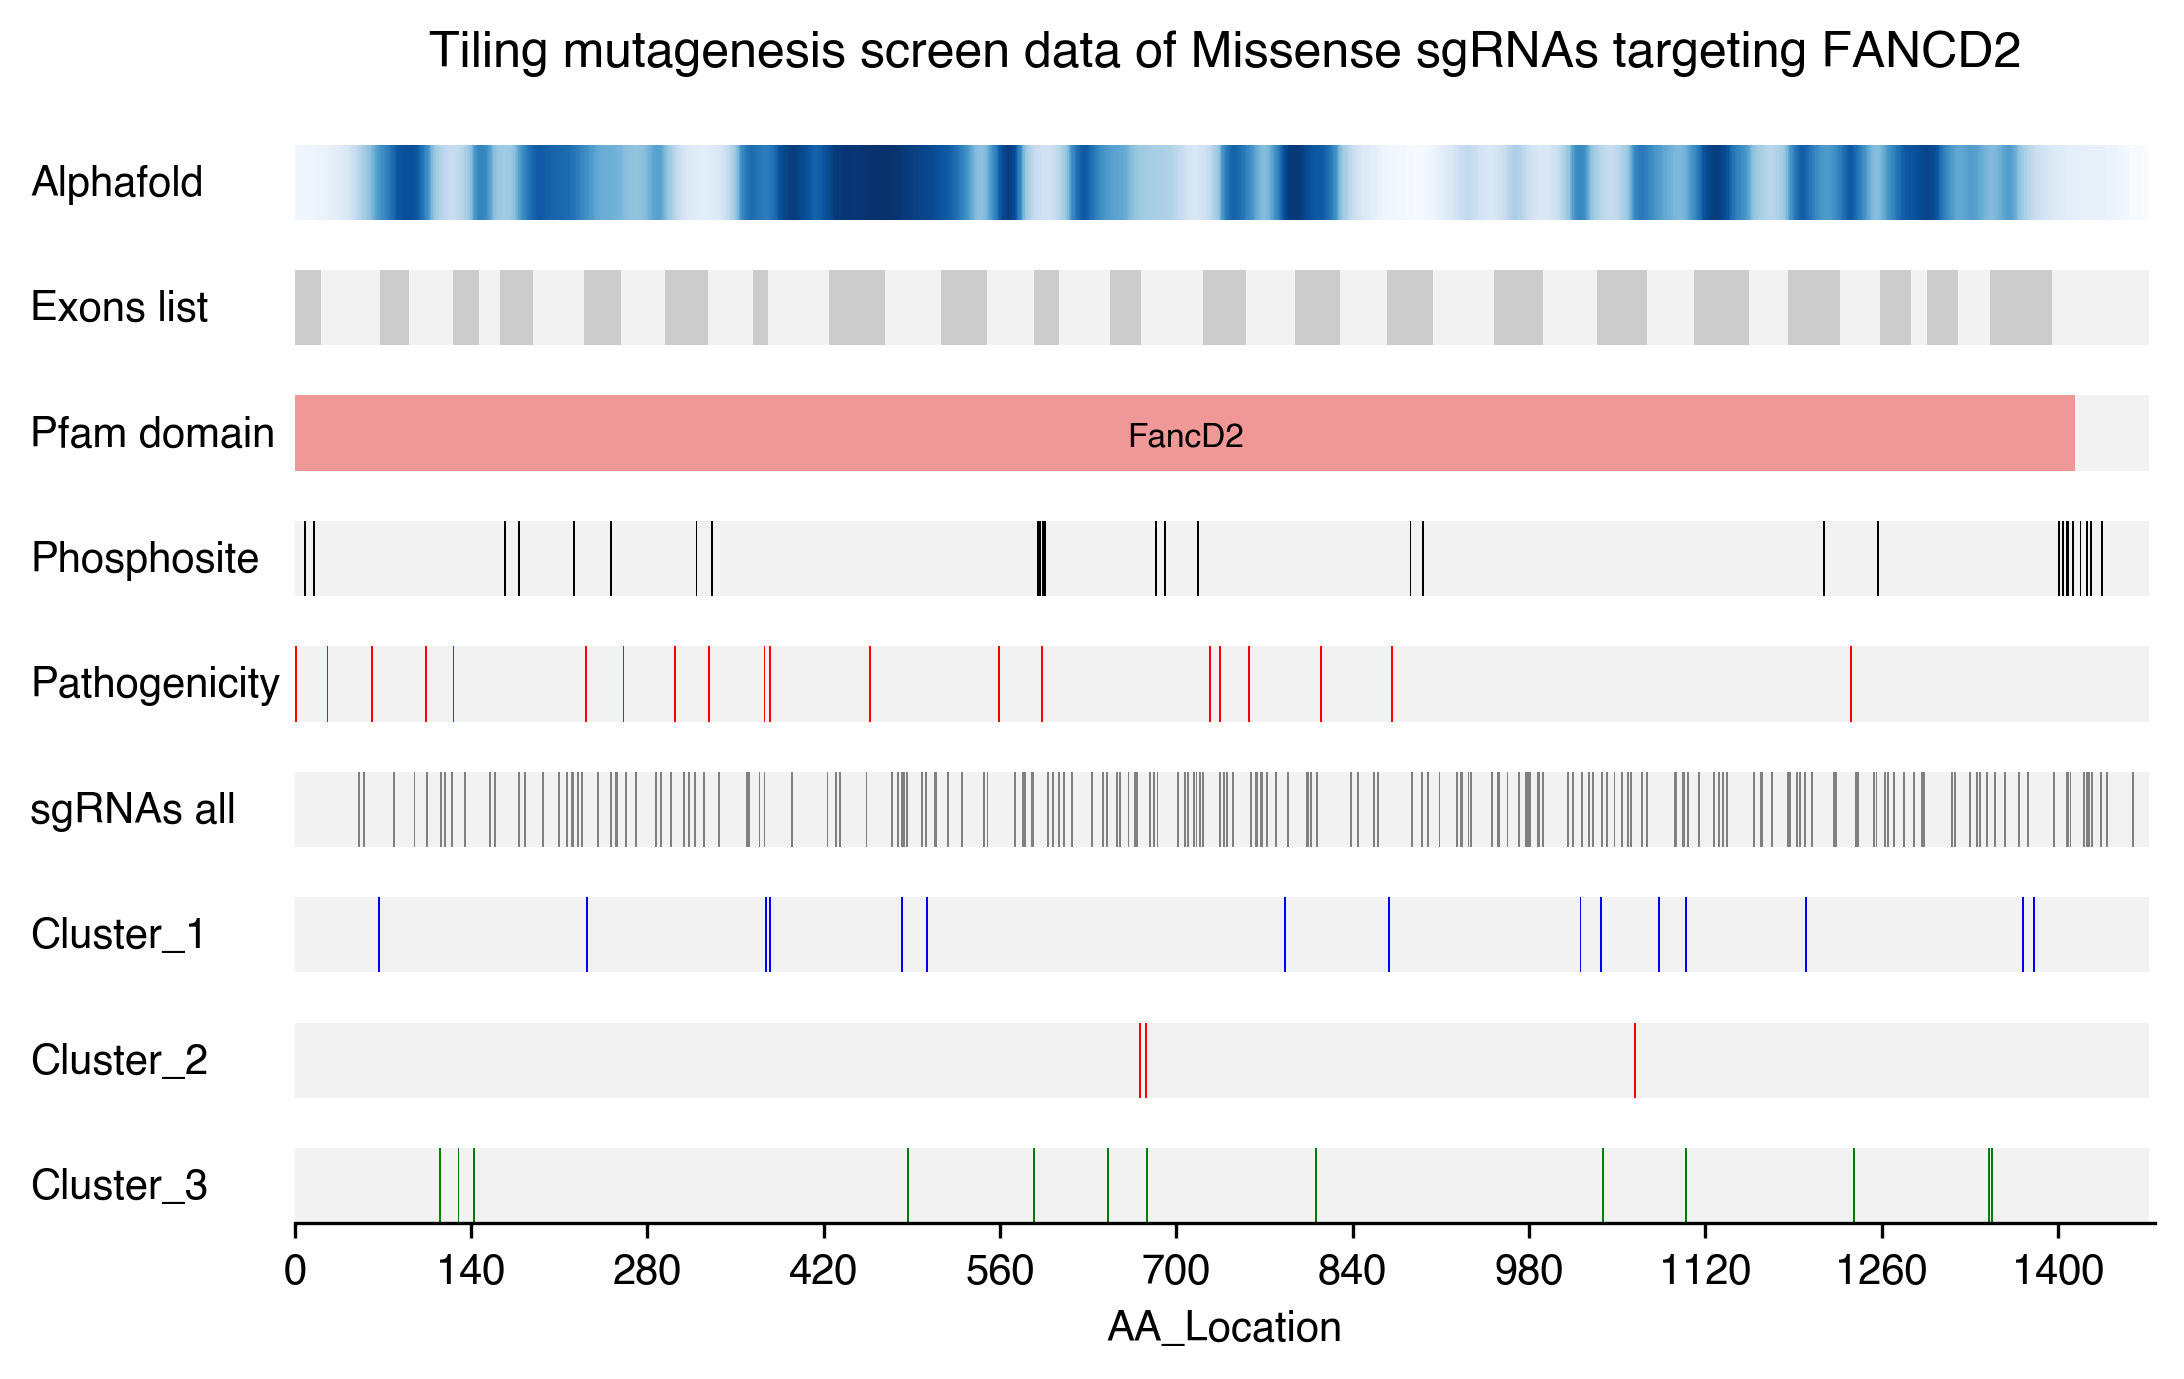 Tiling mutagenesis screen data of Missense sgRNAs targeting FANCD2
Alphafold
Exons list
Pfam domain
FancD2
Phosphosite
Pathogenicity
sgRNAs all
Cluster_1
Cluster_2
Cluster_3
0 140 280 420 560 700 840 980 1120 1260 1400
AA_Location